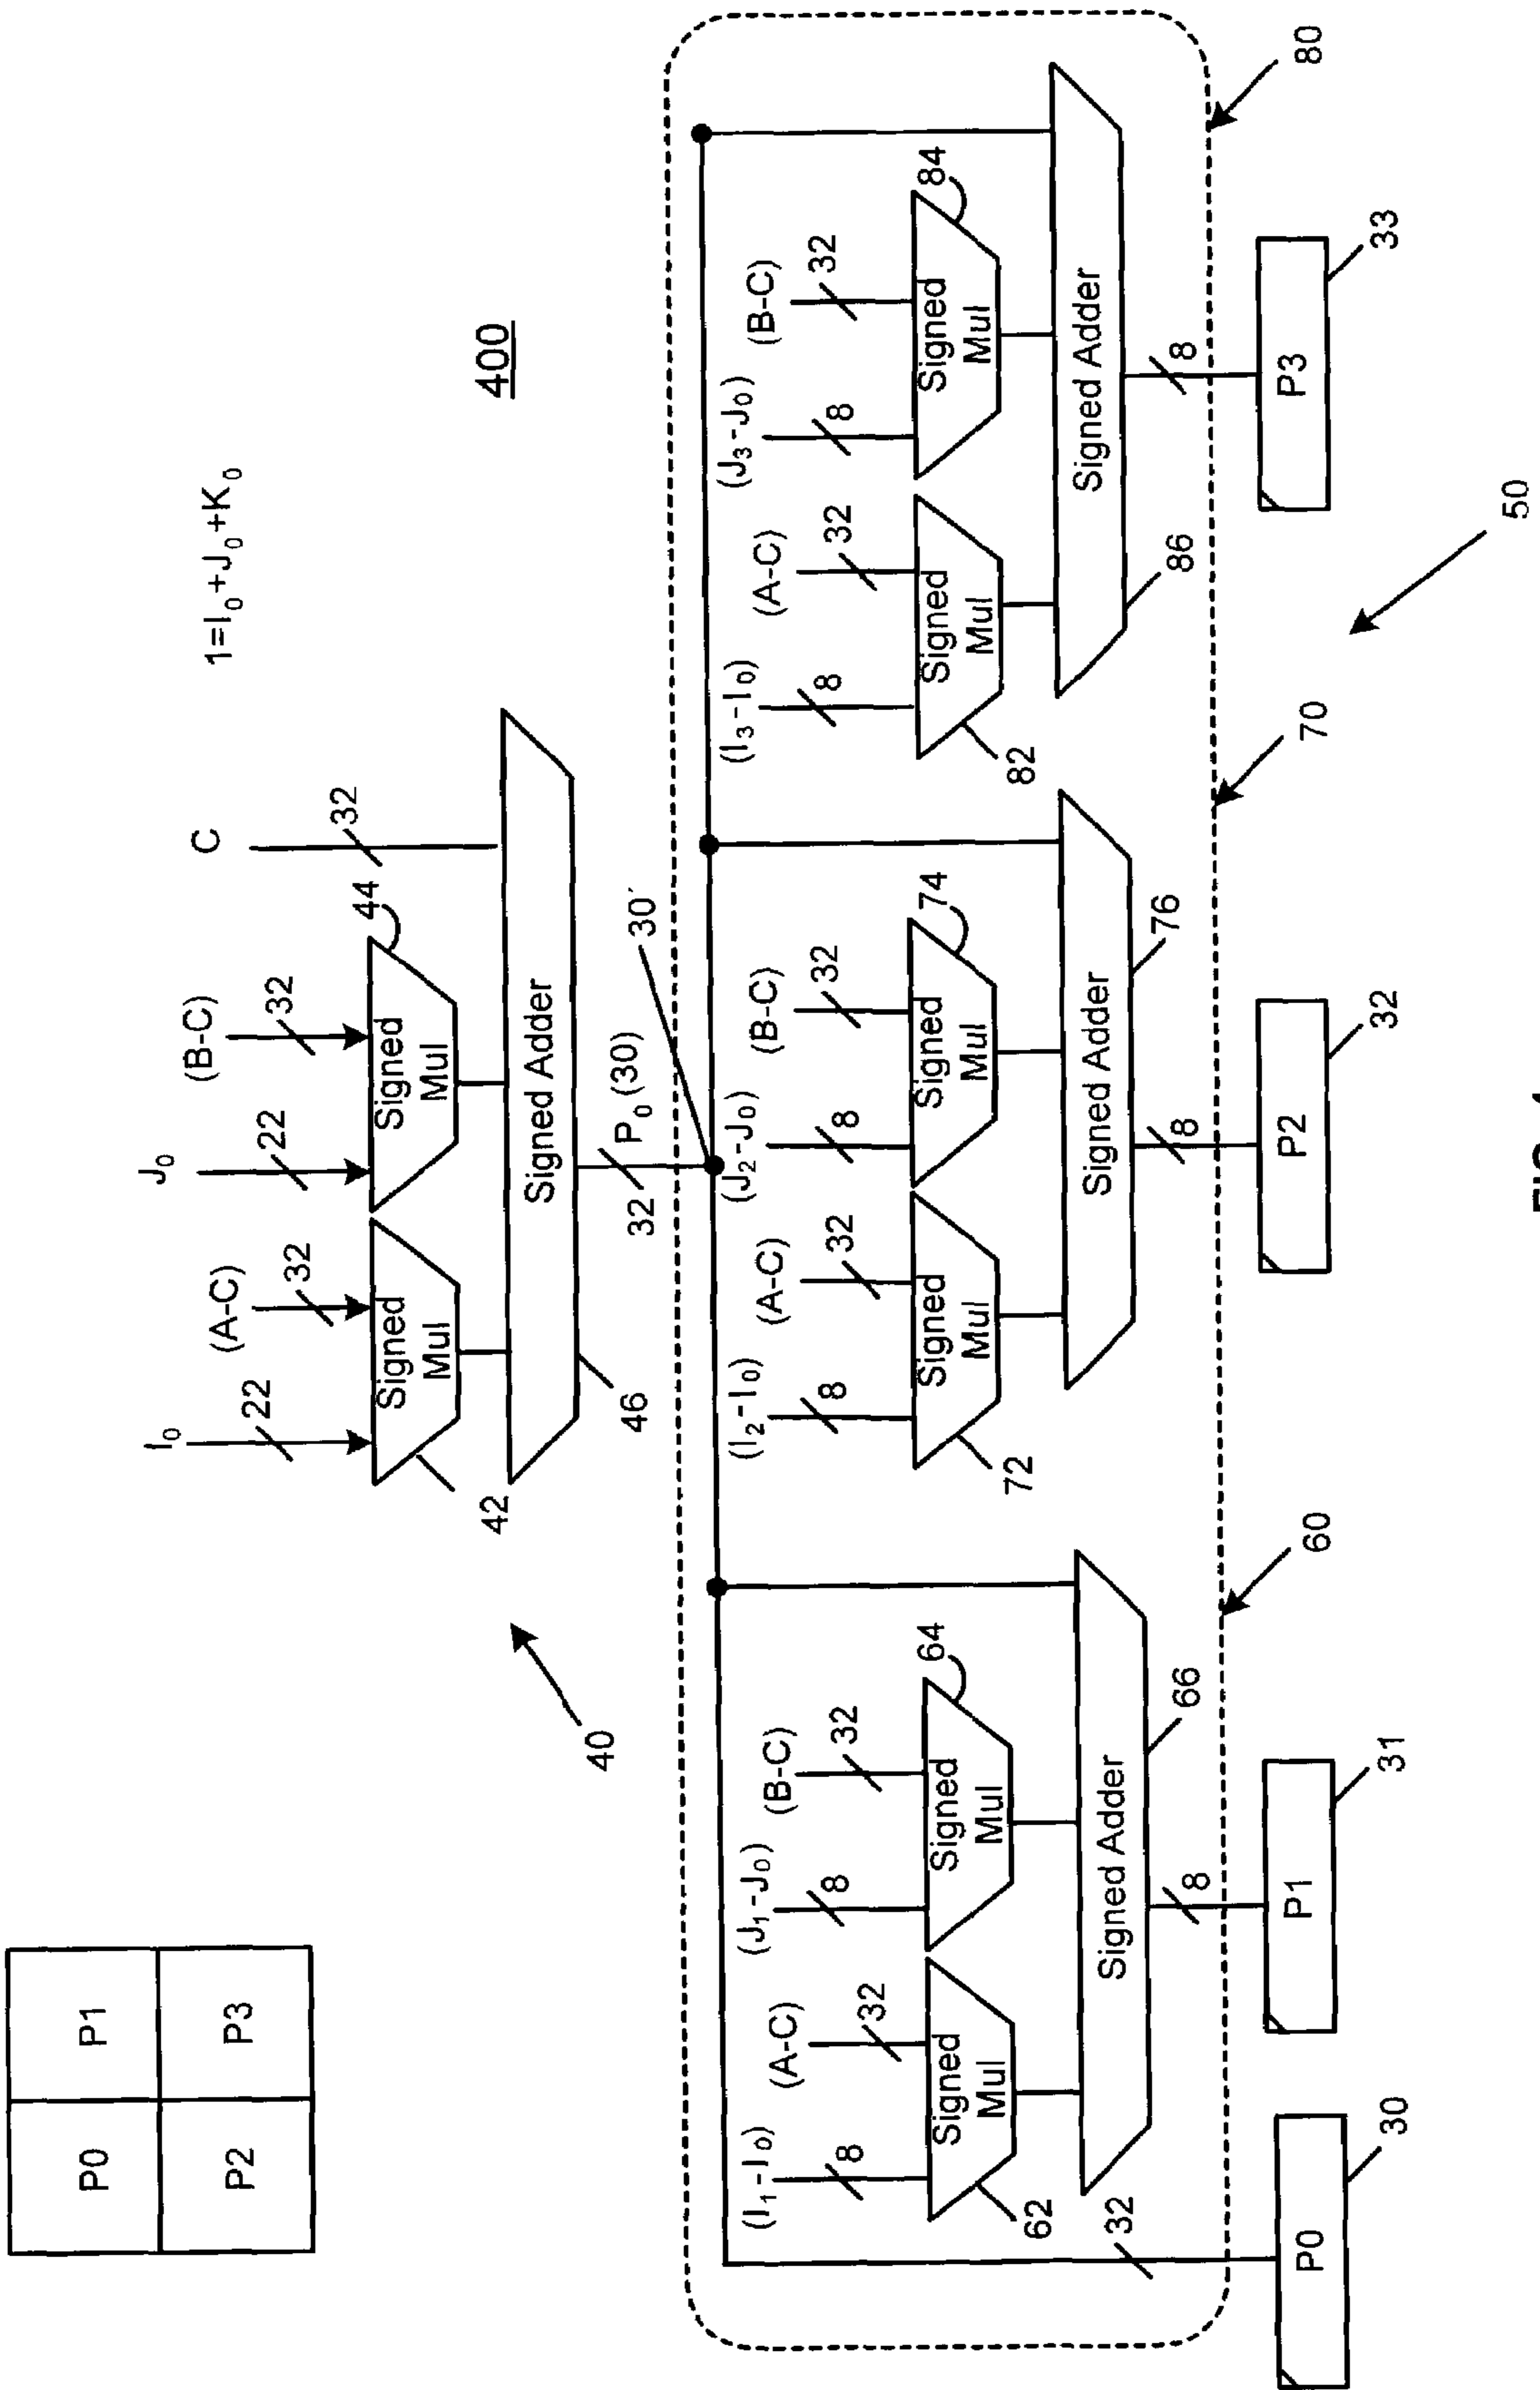 P0 P1
P2 P3
1=I₀+J₀+K₀
400
I₀ (A-C) J₀ (B-C) C
22 32 22 32 32
Signed Mul
Signed Mul
42 44
Signed Adder
46
40
32 P₀ (30)
30′
(I₁-I₀) (A-C) (J₁-J₀) (B-C)
8 32 8 32
Signed Mul
Signed Mul
62 64
Signed Adder
66
(I₂-I₀) (A-C) (J₂-J₀) (B-C)
8 32 8 32
Signed Mul
Signed Mul
72 74
Signed Adder
76
(I₃-I₀) (A-C) (J₃-J₀) (B-C)
8 32 8 32
Signed Mul
Signed Mul
82 84
Signed Adder
86
32 8 8 8
60 70 80
P0 P1 P2 P3
30 31 32 33
50